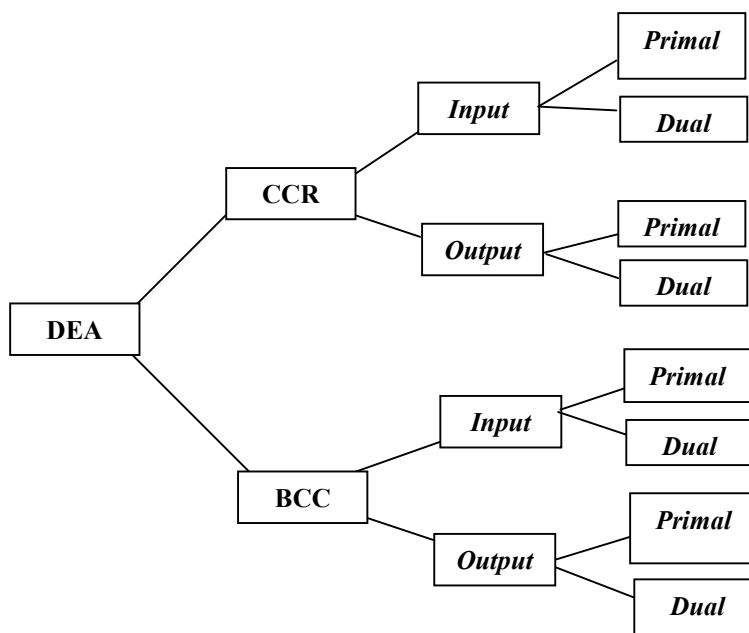 Primal
Input
Dual
CCR
Primal
Output
Dual
DEA
Primal
Input
Dual
BCC
Primal
Output
Dual